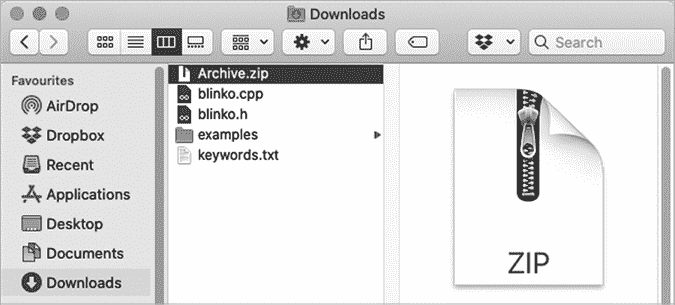 Downloads
Search
Favourites
AirDrop
Dropbox
Recent
Applications
Desktop
Documents
Downloads
Archive.zip
blinko.cpp
blinko.h
examples
keywords.txt
ZIP